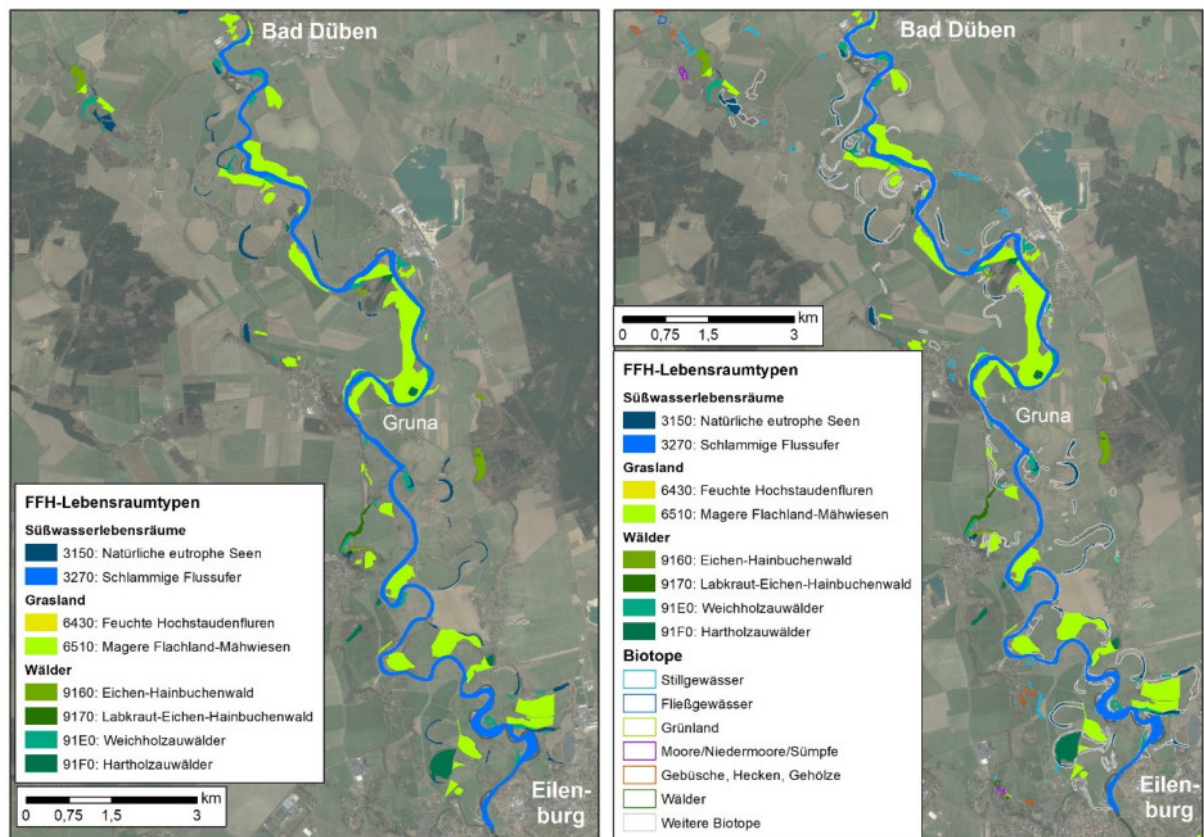 Bad Düben
Gruna
FFH-Lebensraumtypen
Süßwasserlebensräume
3150: Natürliche eutrophe Seen
3270: Schlammige Flussufer
Grasland
6430: Feuchte Hochstaudenfluren
6510: Magere Flachland-Mähwiesen
Wälder
9160: Eichen-Hainbuchenwald
9170: Labkraut-Eichen-Hainbuchenwald
91E0: Weichholzauwälder
91F0: Hartholzauwälder
km
0 0,75 1,5 3
Eilen-
burg
Bad Düben
km
0 0,75 1,5 3
Gruna
FFH-Lebensraumtypen
Süßwasserlebensräume
3150: Natürliche eutrophe Seen
3270: Schlammige Flussufer
Grasland
6430: Feuchte Hochstaudenfluren
6510: Magere Flachland-Mähwiesen
Wälder
9160: Eichen-Hainbuchenwald
9170: Labkraut-Eichen-Hainbuchenwald
91E0: Weichholzauwälder
91F0: Hartholzauwälder
Biotope
Stillgewässer
Fließgewässer
Grünland
Moore/Niedermoore/Sümpfe
Gebüsche, Hecken, Gehölze
Wälder
Weitere Biotope
Eilen-
burg